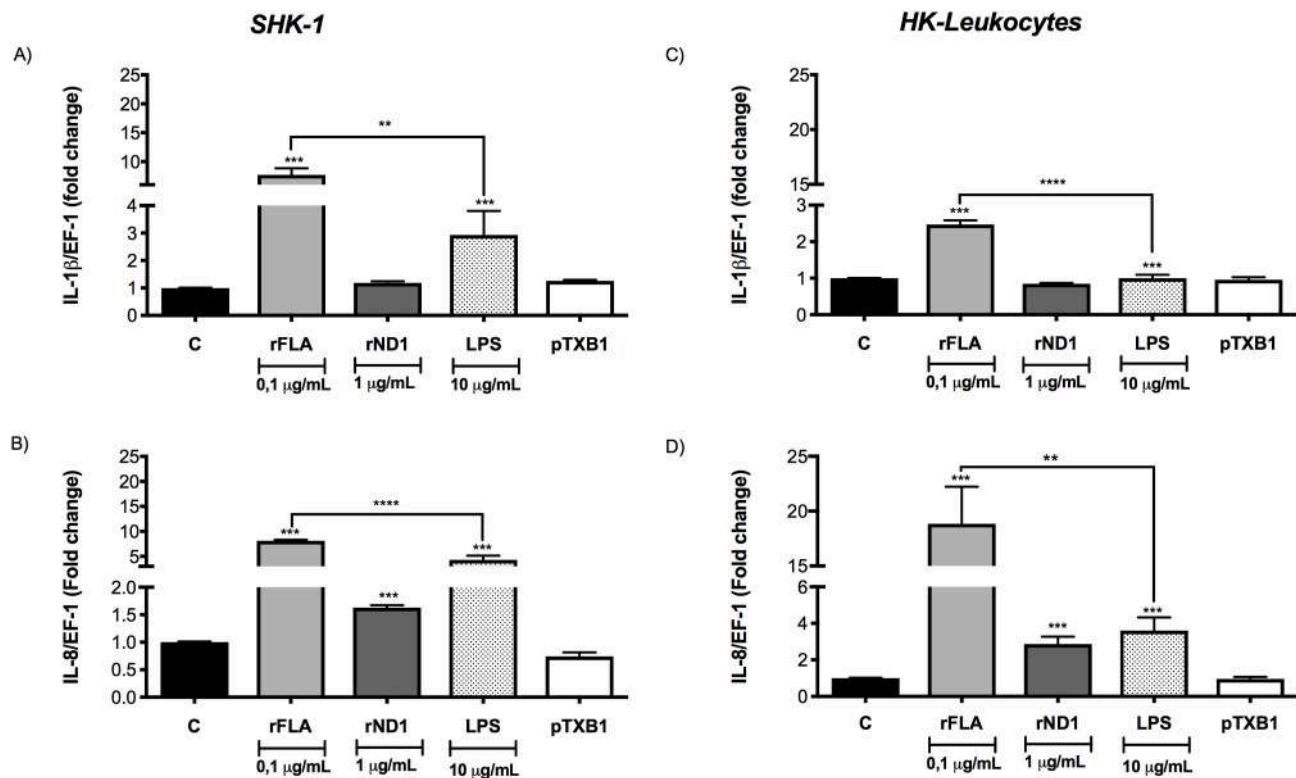 SHK-1
HK-Leukocytes
A)
IL-1β/EF-1 (fold change)
25
20
15
10
4
3
2
1
0
***
**
***
C
rFLA
rND1
LPS
pTXB1
0,1 µg/mL
1 µg/mL
10 µg/mL
C)
IL-1β/EF-1 (fold change)
25
20
15
3
2
1
0
***
****
***
C
rFLA
rND1
LPS
pTXB1
0,1 µg/mL
1 µg/mL
10 µg/mL
B)
IL-8/EF-1 (Fold change)
25
20
15
10
5
2.0
1.5
1.0
0.5
0.0
***
****
***
***
C
rFLA
rND1
LPS
pTXB1
0,1 µg/mL
1 µg/mL
10 µg/mL
D)
IL-8/EF-1 (Fold change)
25
20
15
6
4
2
0
***
**
***
***
C
rFLA
rND1
LPS
pTXB1
0,1 µg/mL
1 µg/mL
10 µg/mL